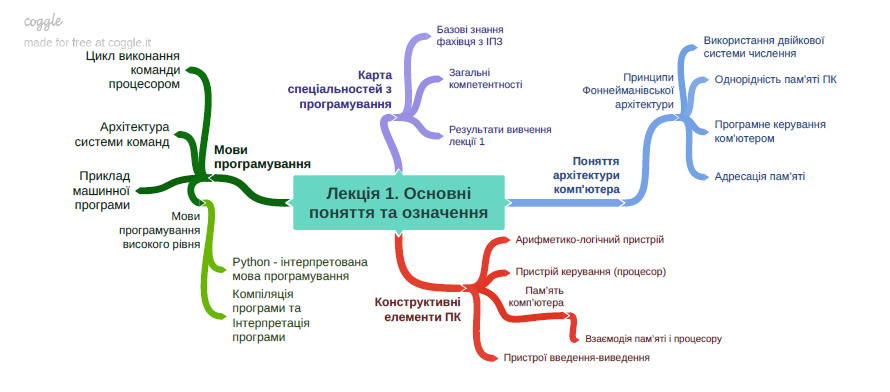 coggle
made for free at coggle.it
Цикл виконання
команди
процесором
Архітектура
системи команд
Приклад
машинної
програми
Мови
програмування
Мови
програмування
високого рівня
Python - інтерпретована
мова програмування
Компіляція
програми та
Інтерпретація
програми
Карта
спеціальностей з
програмування
Базові знання
фахівця з ІПЗ
Загальні
компетентності
Результати вивчення
лекції 1
Лекція 1. Основні
поняття та означення
Поняття
архітектури
комп'ютера
Принципи
Фоннейманівської
архітектури
Використання двійкової
системи числення
Однорідність пам'яті ПК
Програмне керування
ком'ютером
Адресація пам'яті
Конструктивні
елементи ПК
Арифметико-логічний пристрій
Пристрій керування (процесор)
Пам'ять
комп'ютера
Взаємодія пам'яті і процесору
Пристрої введення-виведення